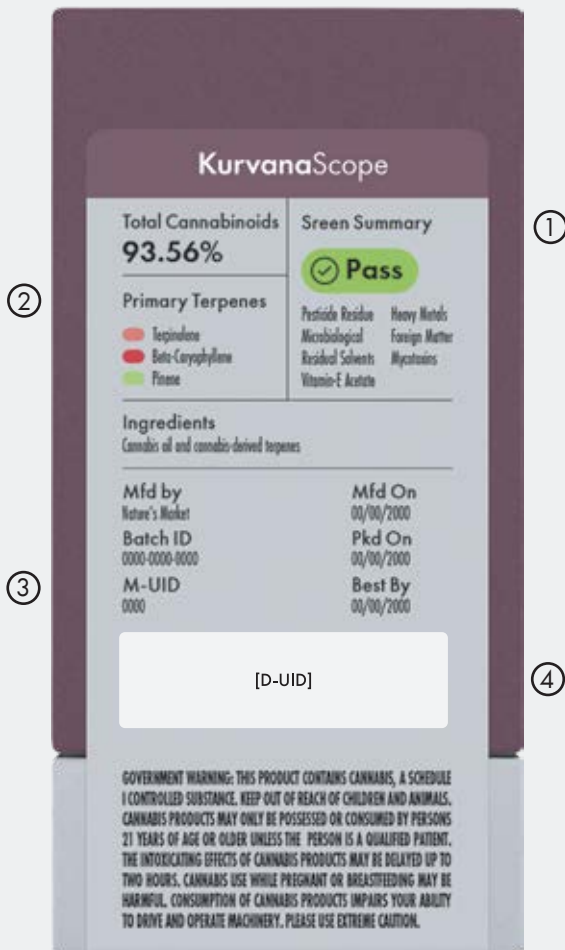 KurvanaScope
Total Cannabinoids
93.56%
Sreen Summary
①
Pass
②
Primary Terpenes
Terpinolene
Beta-Caryophyllene
Pinene
Pesticide Residue
Microbiological
Residual Solvents
Vitamin-E Acetate
Heavy Metals
Foreign Matter
Mycotoxins
Ingredients
Cannabis oil and cannabis-derived terpenes
Mfd by
Nature's Market
Batch ID
0000-0000-0000
③
M-UID
0000
Mfd On
00/00/2000
Pkd On
00/00/2000
Best By
00/00/2000
[D-UID]
④
GOVERNMENT WARNING: THIS PRODUCT CONTAINS CANNABIS, A SCHEDULE
I CONTROLLED SUBSTANCE. KEEP OUT OF REACH OF CHILDREN AND ANIMALS.
CANNABIS PRODUCTS MAY ONLY BE POSSESSED OR CONSUMED BY PERSONS
21 YEARS OF AGE OR OLDER UNLESS THE PERSON IS A QUALIFIED PATIENT.
THE INTOXICATING EFFECTS OF CANNABIS PRODUCTS MAY BE DELAYED UP TO
TWO HOURS. CANNABIS USE WHILE PREGNANT OR BREASTFEEDING MAY BE
HARMFUL. CONSUMPTION OF CANNABIS PRODUCTS IMPAIRS YOUR ABILITY
TO DRIVE AND OPERATE MACHINERY. PLEASE USE EXTREME CAUTION.